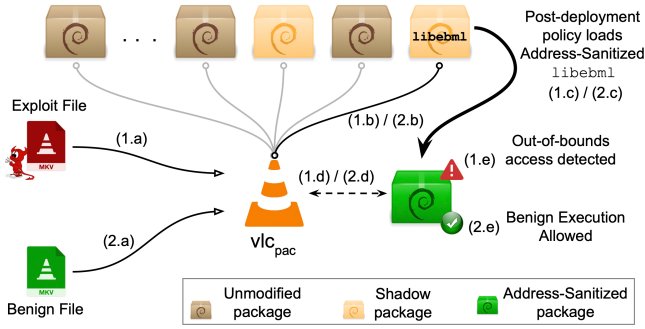 Post-deployment
policy loads
Address-Sanitized
libebml
(1.c) / (2.c)
. . .
libebml
Exploit File
MKV
(1.a)
(1.b) / (2.b)
(1.d) / (2.d)
(1.e)
Out-of-bounds
access detected
vlcpac
(2.a)
(2.e)
Benign Execution
Allowed
MKV
Benign File
Unmodified
package
Shadow
package
Address-Sanitized
package